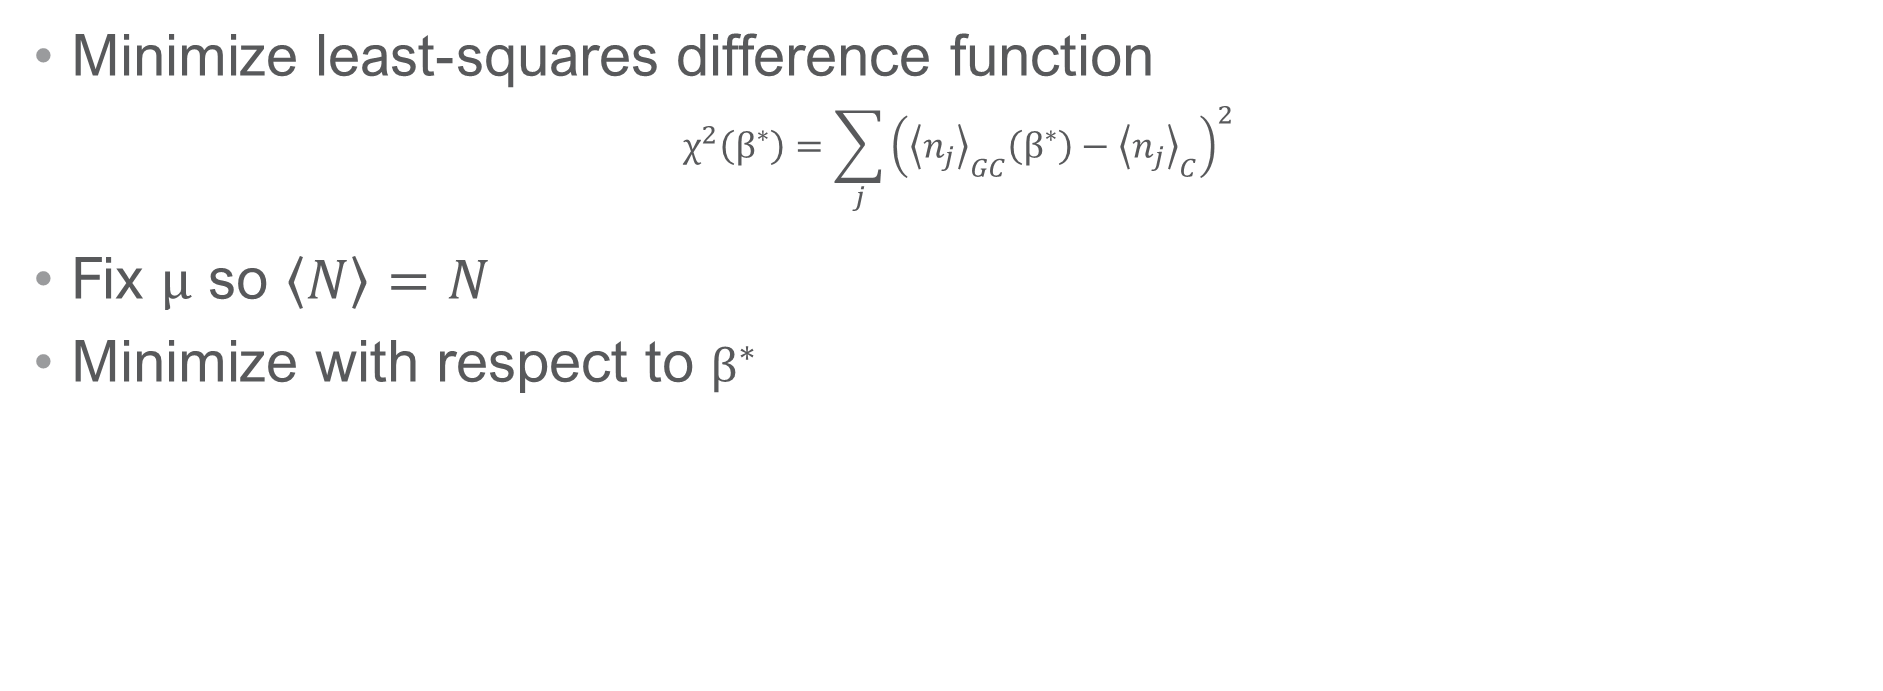 • Minimize least-squares difference function
χ²(β*) = ∑_j (⟨n_j⟩_GC (β*) − ⟨n_j⟩_C)²
• Fix μ so ⟨N⟩ = N
• Minimize with respect to β*